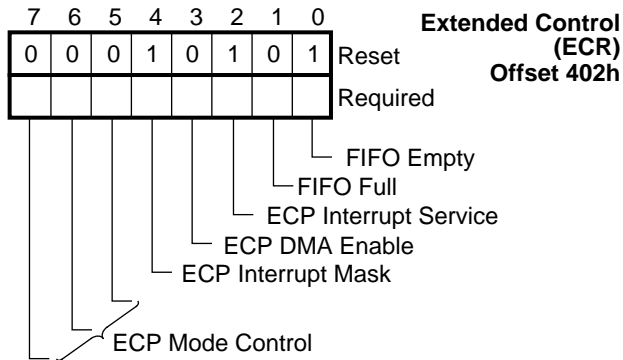 7 6 5 4 3 2 1 0
Extended Control
(ECR)
Offset 402h
0 0 0 1 0 1 0 1 Reset
Required
FIFO Empty
FIFO Full
ECP Interrupt Service
ECP DMA Enable
ECP Interrupt Mask
ECP Mode Control